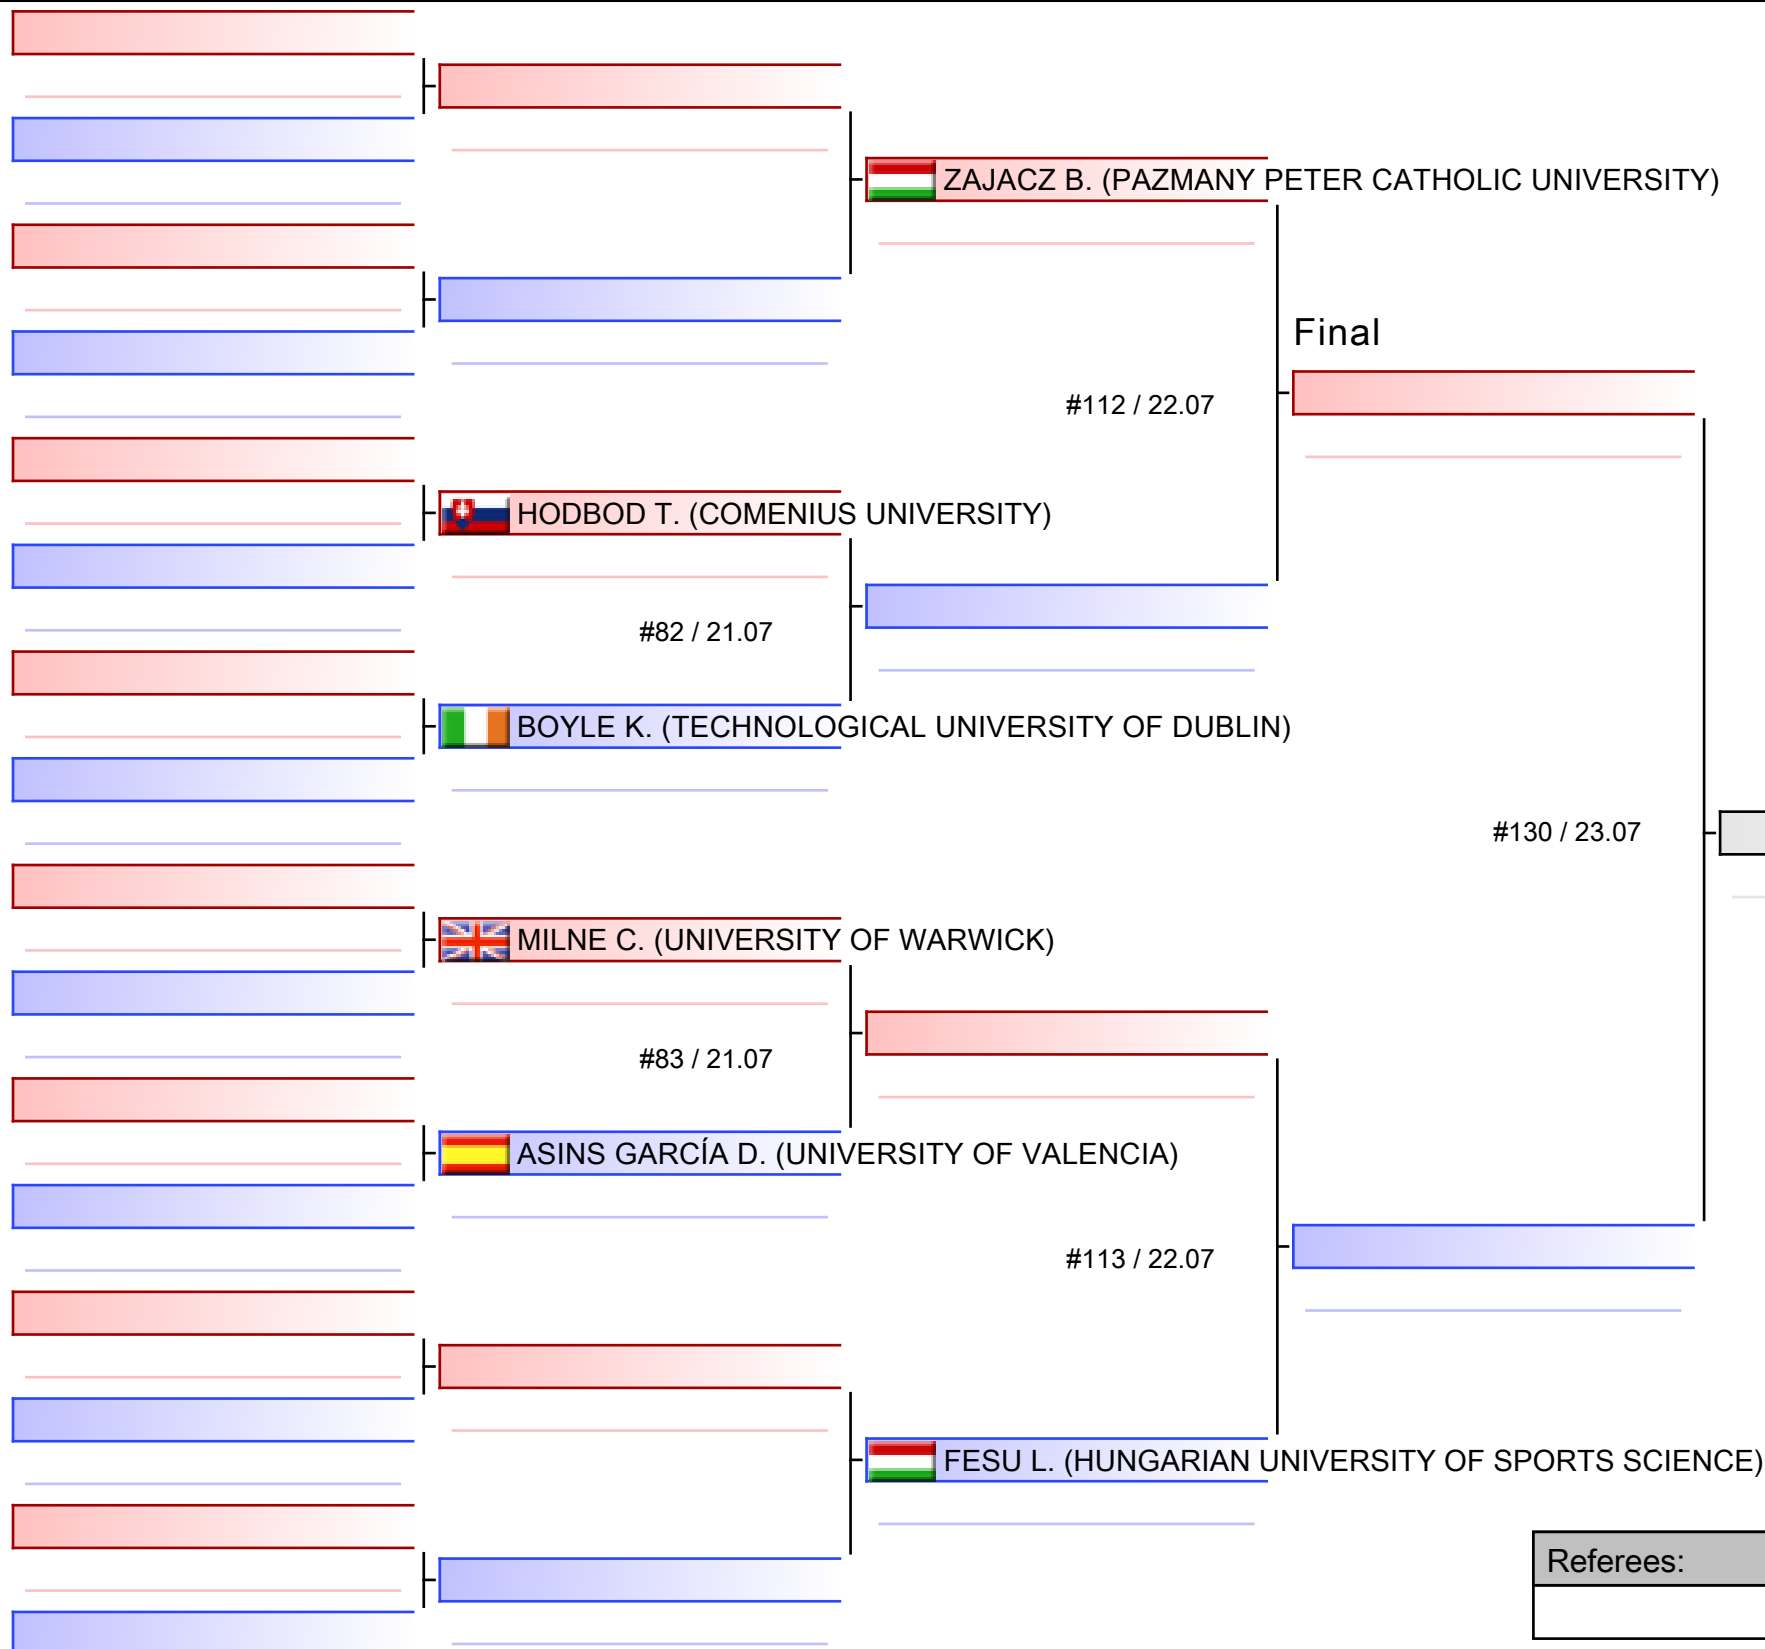 ZAJACZ B. (PAZMANY PETER CATHOLIC UNIVERSITY)
Final
#112 / 22.07
HODBOD T. (COMENIUS UNIVERSITY)
#82 / 21.07
BOYLE K. (TECHNOLOGICAL UNIVERSITY OF DUBLIN)
#130 / 23.07
MILNE C. (UNIVERSITY OF WARWICK)
#83 / 21.07
ASINS GARCÍA D. (UNIVERSITY OF VALENCIA)
#113 / 22.07
FESU L. (HUNGARIAN UNIVERSITY OF SPORTS SCIENCE)
Referees: